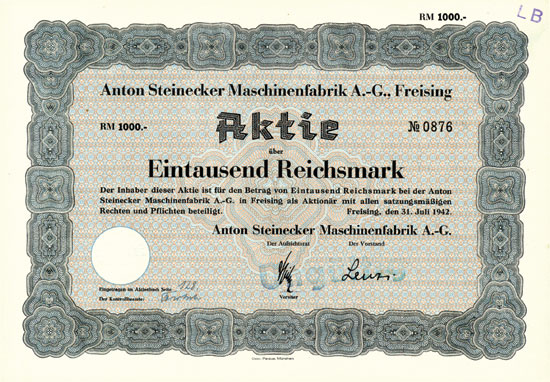 RM 1000.-
LB
Anton Steinecker Maschinenfabrik A.-G., Freising
Aktie
RM 1000.- № 0876
über
Eintausend Reichsmark
Der Inhaber dieser Aktie ist für den Betrag von Eintausend Reichsmark bei der Anton
Steinecker Maschinenfabrik A.-G. in Freising als Aktionär mit allen satzungsmäßigen
Rechten und Pflichten beteiligt. Freising, den 31. Juli 1942.
Anton Steinecker Maschinenfabrik A.-G.
Der Aufsichtsrat Der Vorstand
Ungültig
Eingetragen im Aktienbuch Seite 128
Der Kontrollbeamte:
Vorsitzer